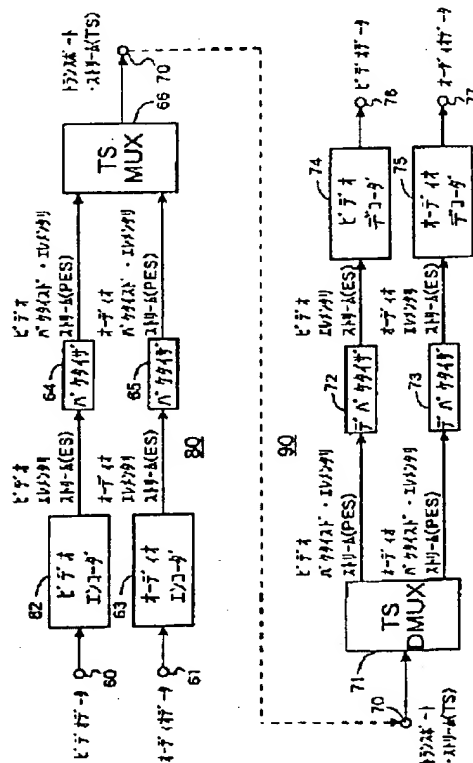 ビデオデータ
60
62
ビデオ
エンコーダ
ビデオ
エレメンタリ
ストリーム(ES)
64
パケタイザ
ビデオ
パケタイズド・エレメンタリ
ストリーム(PES)
オーディオデータ
61
63
オーディオ
エンコーダ
オーディオ
エレメンタリ
ストリーム(ES)
65
パケタイザ
オーディオ
パケタイズド・エレメンタリ
ストリーム(PES)
TS
MUX
66
70
トランスポート
・ストリーム(TS)
80
90
トランスポート
・ストリーム(TS)
70
71
TS
DMUX
ビデオ
パケタイズド・エレメンタリ
ストリーム(PES)
72
デパケタイザ
ビデオ
エレメンタリ
ストリーム(ES)
74
ビデオ
デコーダ
ビデオデータ
76
オーディオ
パケタイズド・エレメンタリ
ストリーム(PES)
73
デパケタイザ
オーディオ
エレメンタリ
ストリーム(ES)
75
オーディオ
デコーダ
オーディオデータ
77